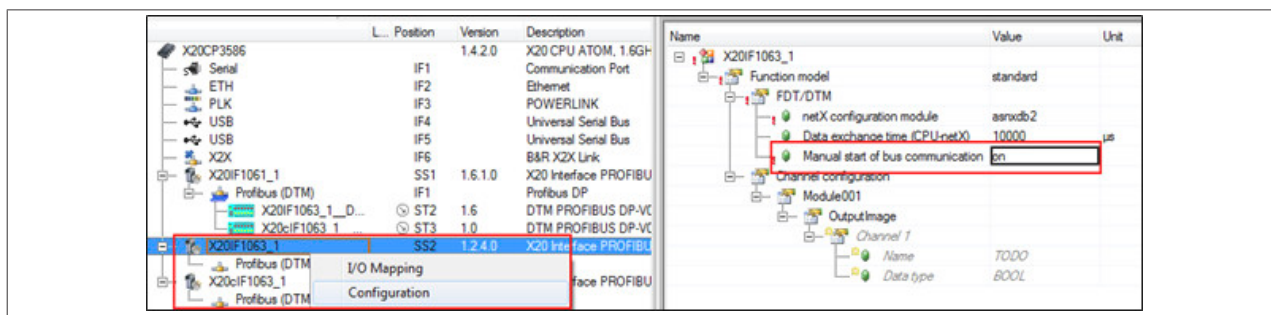 L... Position Version Description
X20CP3586 1.4.2.0 X20 CPU ATOM, 1.6GH
Serial IF1 Communication Port
ETH IF2 Ethernet
PLK IF3 POWERLINK
USB IF4 Universal Serial Bus
USB IF5 Universal Serial Bus
X2X IF6 B&R X2X Link
X20IF1061_1 SS1 1.6.1.0 X20 Interface PROFIBU
Profibus (DTM) IF1 Profibus DP
X20IF1063_1__D... ST2 1.6 DTM PROFIBUS DP-V0
X20cIF1063_1_... ST3 1.0 DTM PROFIBUS DP-V0
X20IF1063_1 SS2 1.2.4.0 X20 Interface PROFIBU
Profibus (DTM
X20cIF1063_1 face PROFIBU
Profibus (DTM
I/O Mapping
Configuration
Name Value Unit
X20IF1063_1
Function model standard
FDT/DTM
netX configuration module asnxdb2
Data exchange time (CPU-netX) 10000 µs
Manual start of bus communication on
Channel configuration
Module001
OutputImage
Channel 1
Name TODO
Data type BOOL